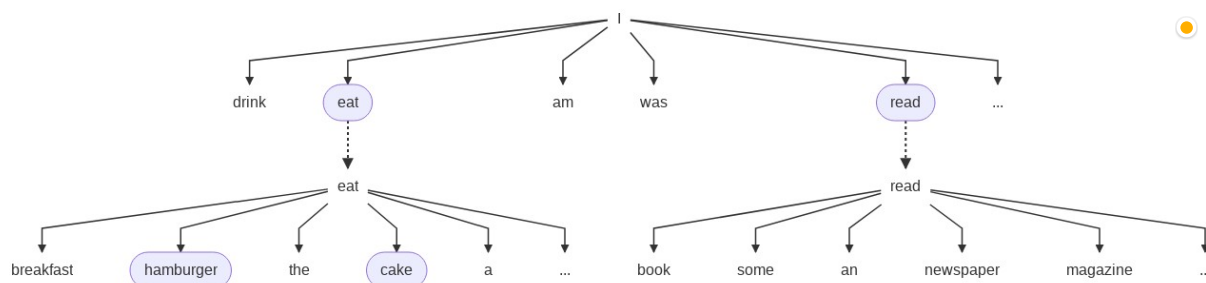 I
drink eat am was read ...
eat read
breakfast hamburger the cake a ... book some an newspaper magazine ...